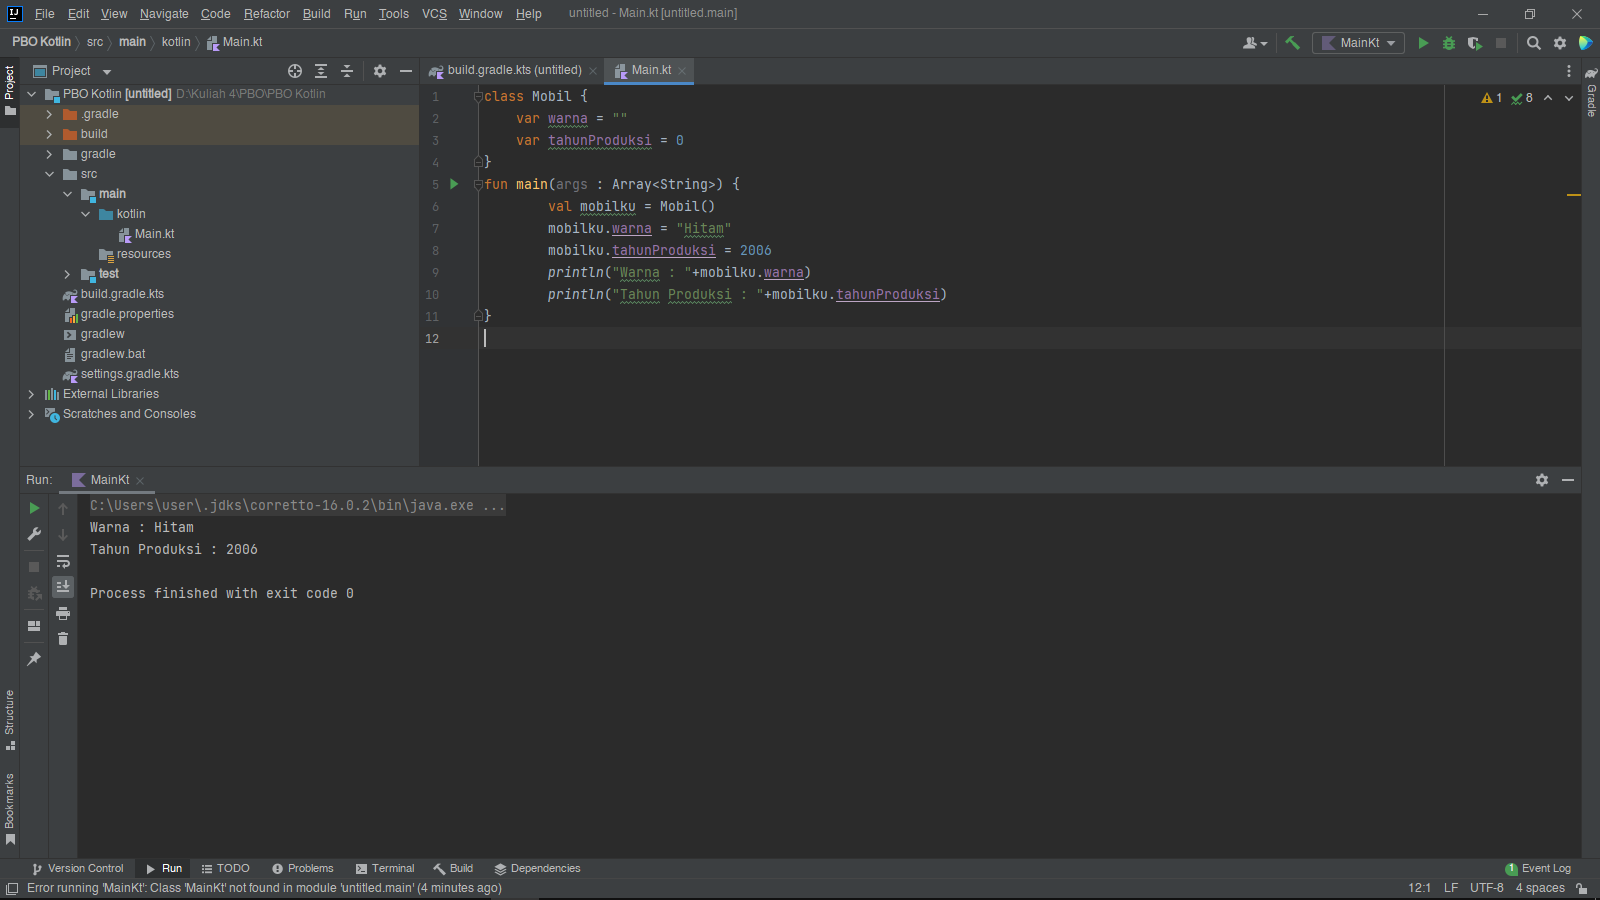 File Edit View Navigate Code Refactor Build Run Tools VCS Window Help untitled - Main.kt [untitled.main]
PBO Kotlin src main kotlin Main.kt MainKt
Project
build.gradle.kts (untitled) Main.kt
Project
PBO Kotlin [untitled] D:\Kuliah 4\PBO\PBO Kotlin
.gradle
build
gradle
src
main
kotlin
Main.kt
resources
test
build.gradle.kts
gradle.properties
gradlew
gradlew.bat
settings.gradle.kts
External Libraries
Scratches and Consoles
1 class Mobil {
2 var warna = ""
3 var tahunProduksi = 0
4 }
5 fun main(args : Array<String>) {
6 val mobilku = Mobil()
7 mobilku.warna = "Hitam"
8 mobilku.tahunProduksi = 2006
9 println("Warna : "+mobilku.warna)
10 println("Tahun Produksi : "+mobilku.tahunProduksi)
11 }
12
1 8
Gradle
Run: MainKt
C:\Users\user\.jdks\corretto-16.0.2\bin\java.exe ...
Warna : Hitam
Tahun Produksi : 2006
Process finished with exit code 0
Structure
Bookmarks
Version Control Run TODO Problems Terminal Build Dependencies 1 Event Log
Error running 'MainKt': Class 'MainKt' not found in module 'untitled.main' (4 minutes ago) 12:1 LF UTF-8 4 spaces